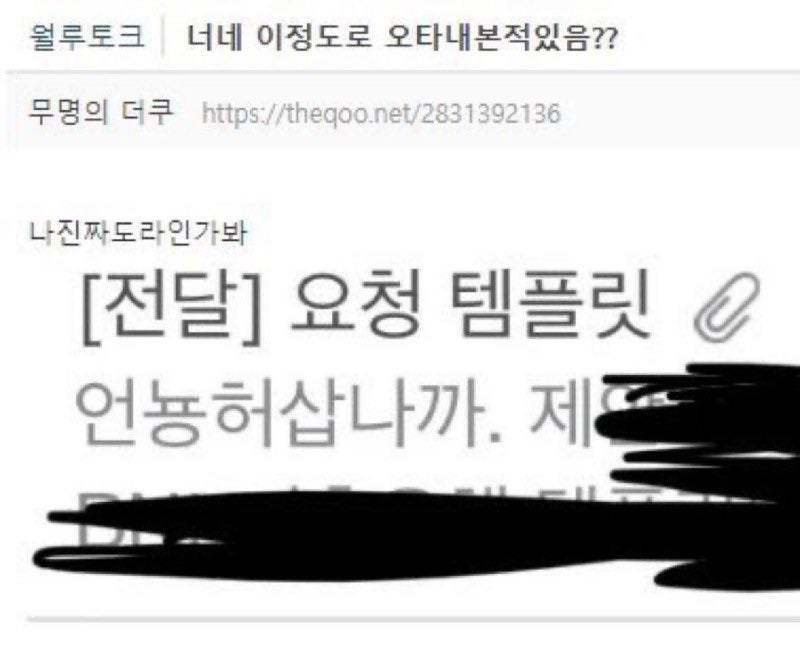 월루토크 너네 이정도로 오타내본적있음??
무명의 더쿠 https://theqoo.net/2831392136
나진짜도라인가봐
[전달] 요청 템플릿
언뇽허삽나까. 제